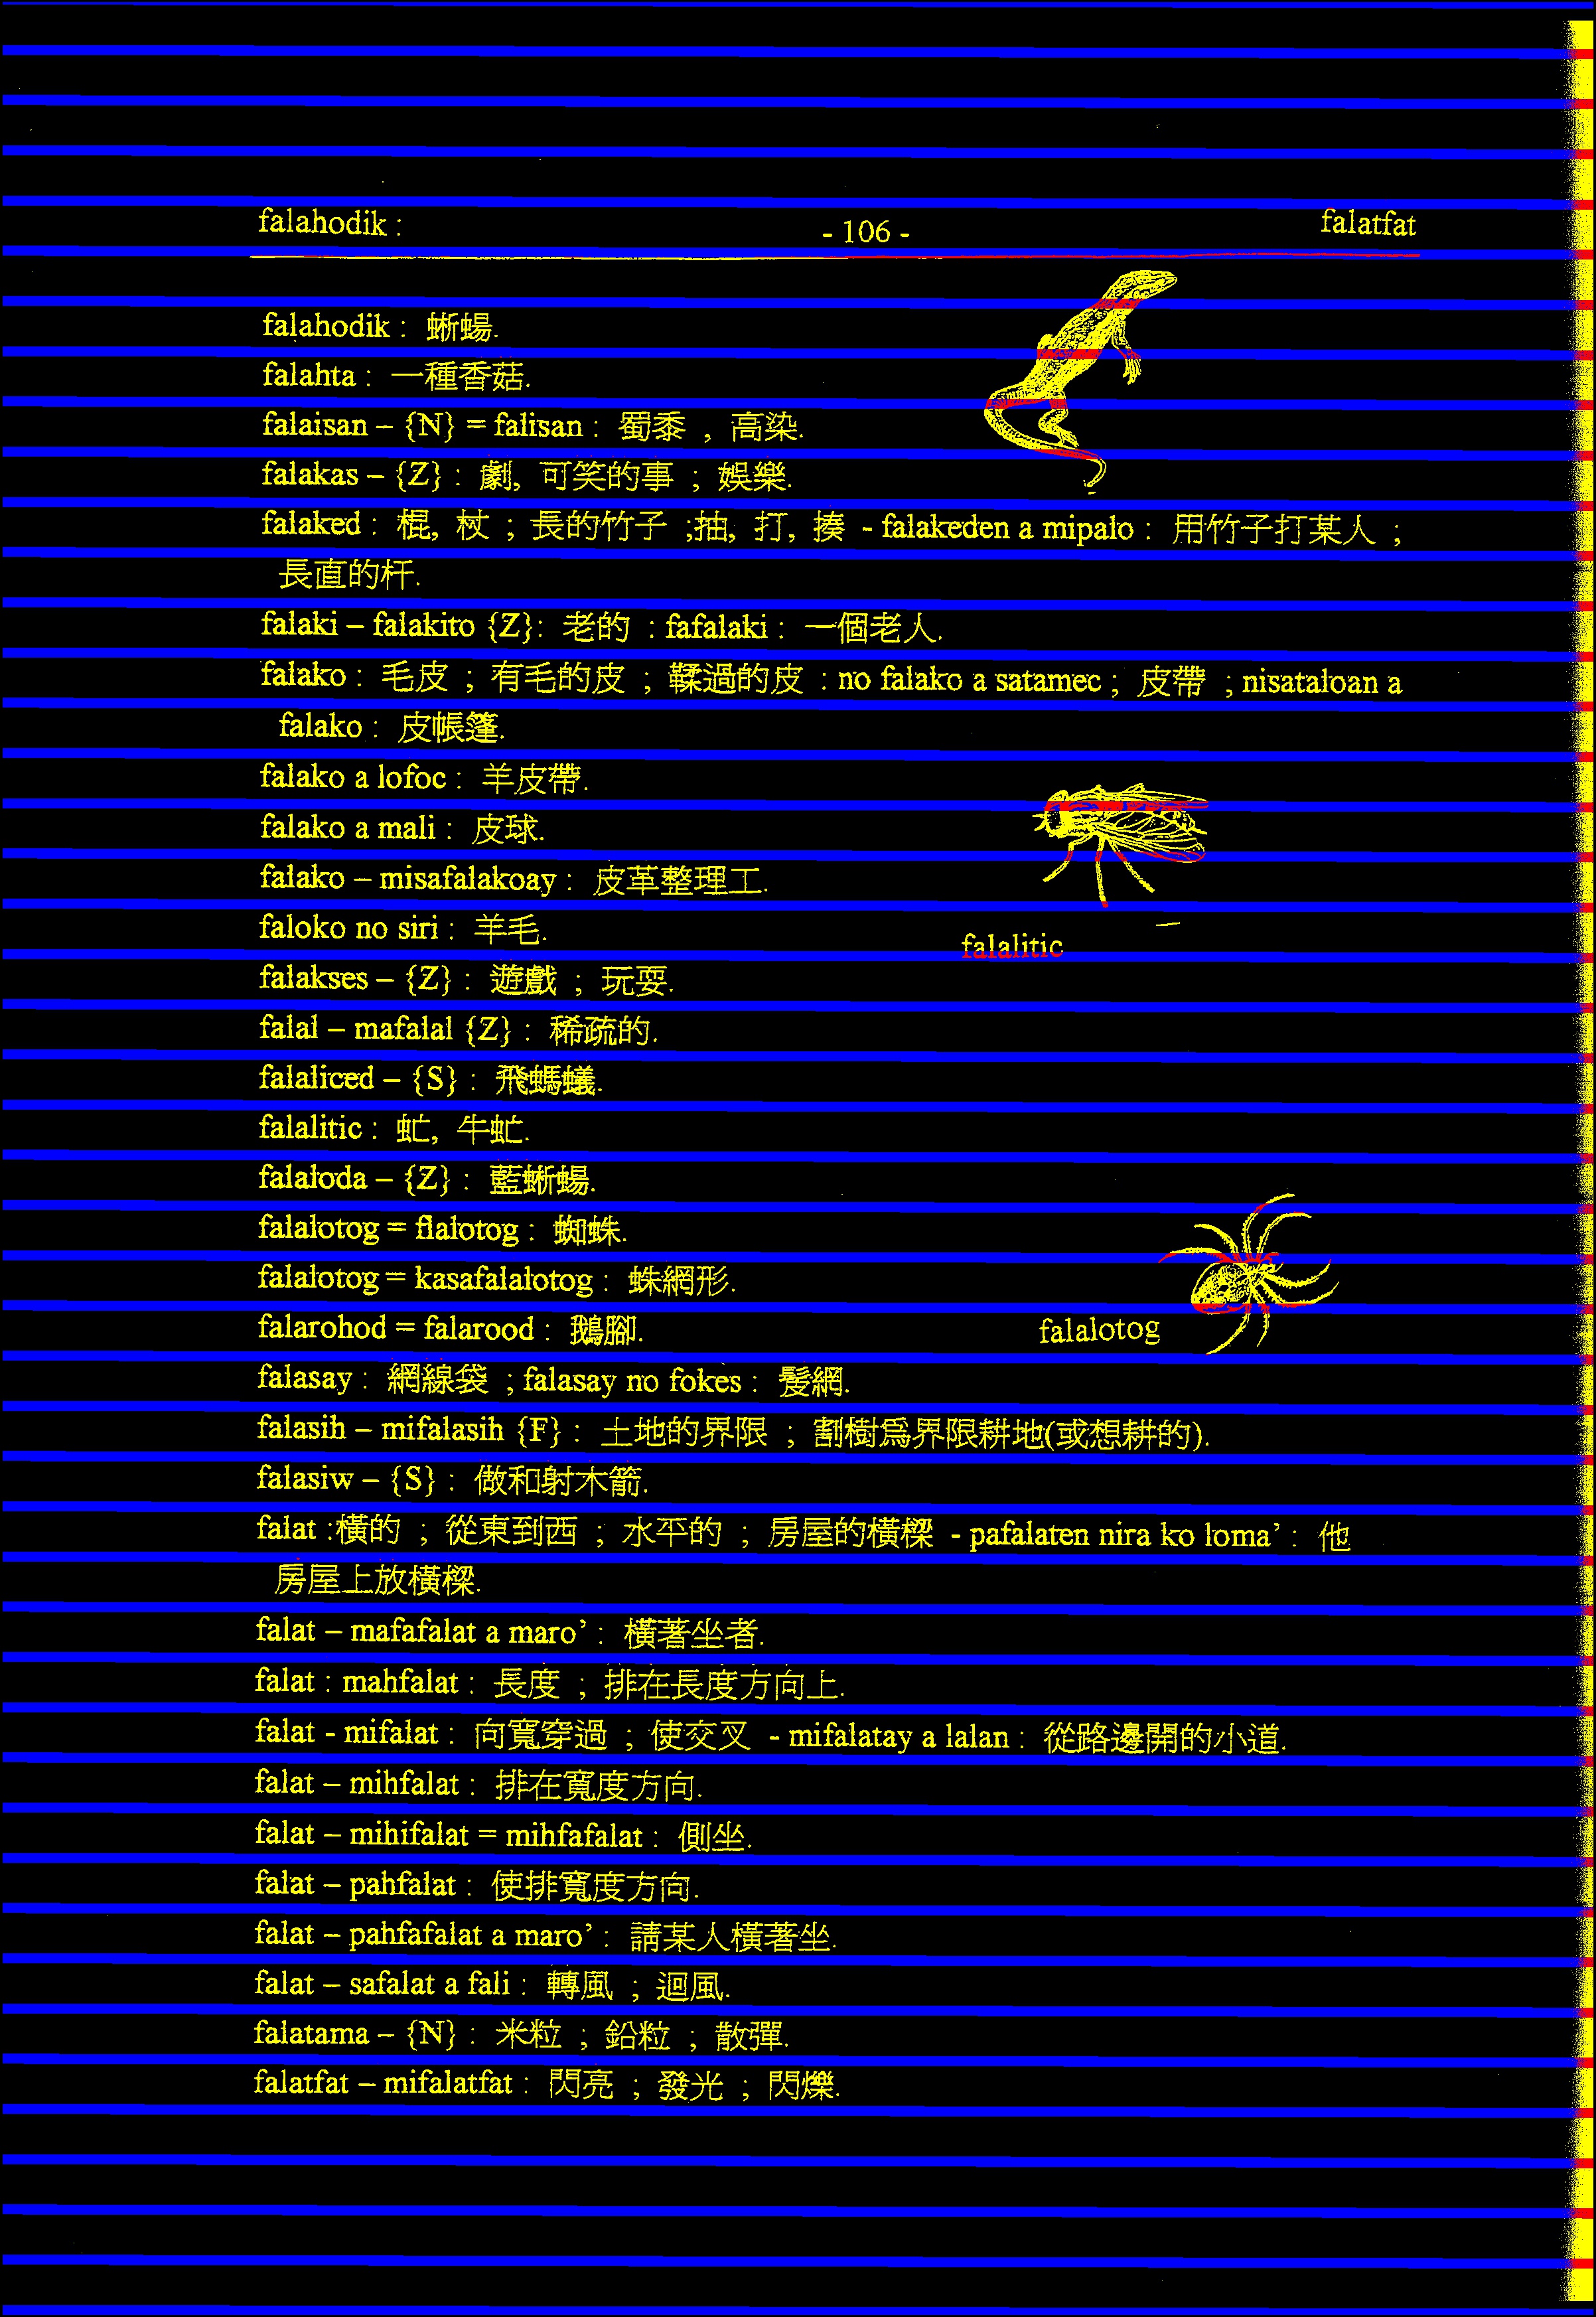 falahodik :
- 106 -
falatfat
falahodik : 蜥蜴.
falahta : 一種香菇.
falaisan – {N} = falisan : 蜀黍 , 高染.
falakas – {Z} : 劇, 可笑的事 ; 娛樂.
falaked : 棍, 杖 ; 長的竹子 ;抽, 打, 揍 - falakeden a mipalo : 用竹子打某人 ;
長直的杆.
falaki – falakito {Z}: 老的 : fafalaki : 一個老人.
falako : 毛皮 ; 有毛的皮 ; 鞣過的皮 : no falako a satamec ; 皮帶 ; nisataloan a
falako : 皮帳篷.
falako a lofoc : 羊皮帶.
falako a mali : 皮球.
falako – misafalakoay : 皮革整理工.
faloko no siri : 羊毛.
falalitic
falakses – {Z} : 遊戲 ; 玩耍.
falal – mafalal {Z} : 稀疏的.
falaliced – {S} : 飛螞蟻.
falalitic : 虻, 牛虻.
falaloda – {Z} : 藍蜥蜴.
falalotog = flalotog : 蜘蛛.
falalotog = kasafalalotog : 蛛網形.
falarohod = falarood : 鵝腳.
falalotog
falasay : 網線袋 ; falasay no fokes : 髮網.
falasih – mifalasih {F} : 土地的界限 ; 割樹爲界限耕地(或想耕的).
falasiw – {S} : 做和射木箭.
falat :橫的 ; 從東到西 ; 水平的 ; 房屋的橫樑 - pafalaten nira ko loma’ : 他
房屋上放橫樑.
falat – mafafalat a maro’ : 橫著坐者.
falat : mahfalat : 長度 ; 排在長度方向上.
falat - mifalat : 向寬穿過 ; 使交叉 - mifalatay a lalan : 從路邊開的小道.
falat – mihfalat : 排在寬度方向.
falat – mihifalat = mihfafalat : 側坐.
falat – pahfalat : 使排寬度方向.
falat – pahfafalat a maro’ : 請某人橫著坐.
falat – safalat a fali : 轉風 ; 迴風.
falatama – {N} : 米粒 ; 鉛粒 ; 散彈.
falatfat – mifalatfat : 閃亮 ; 發光 ; 閃爍.